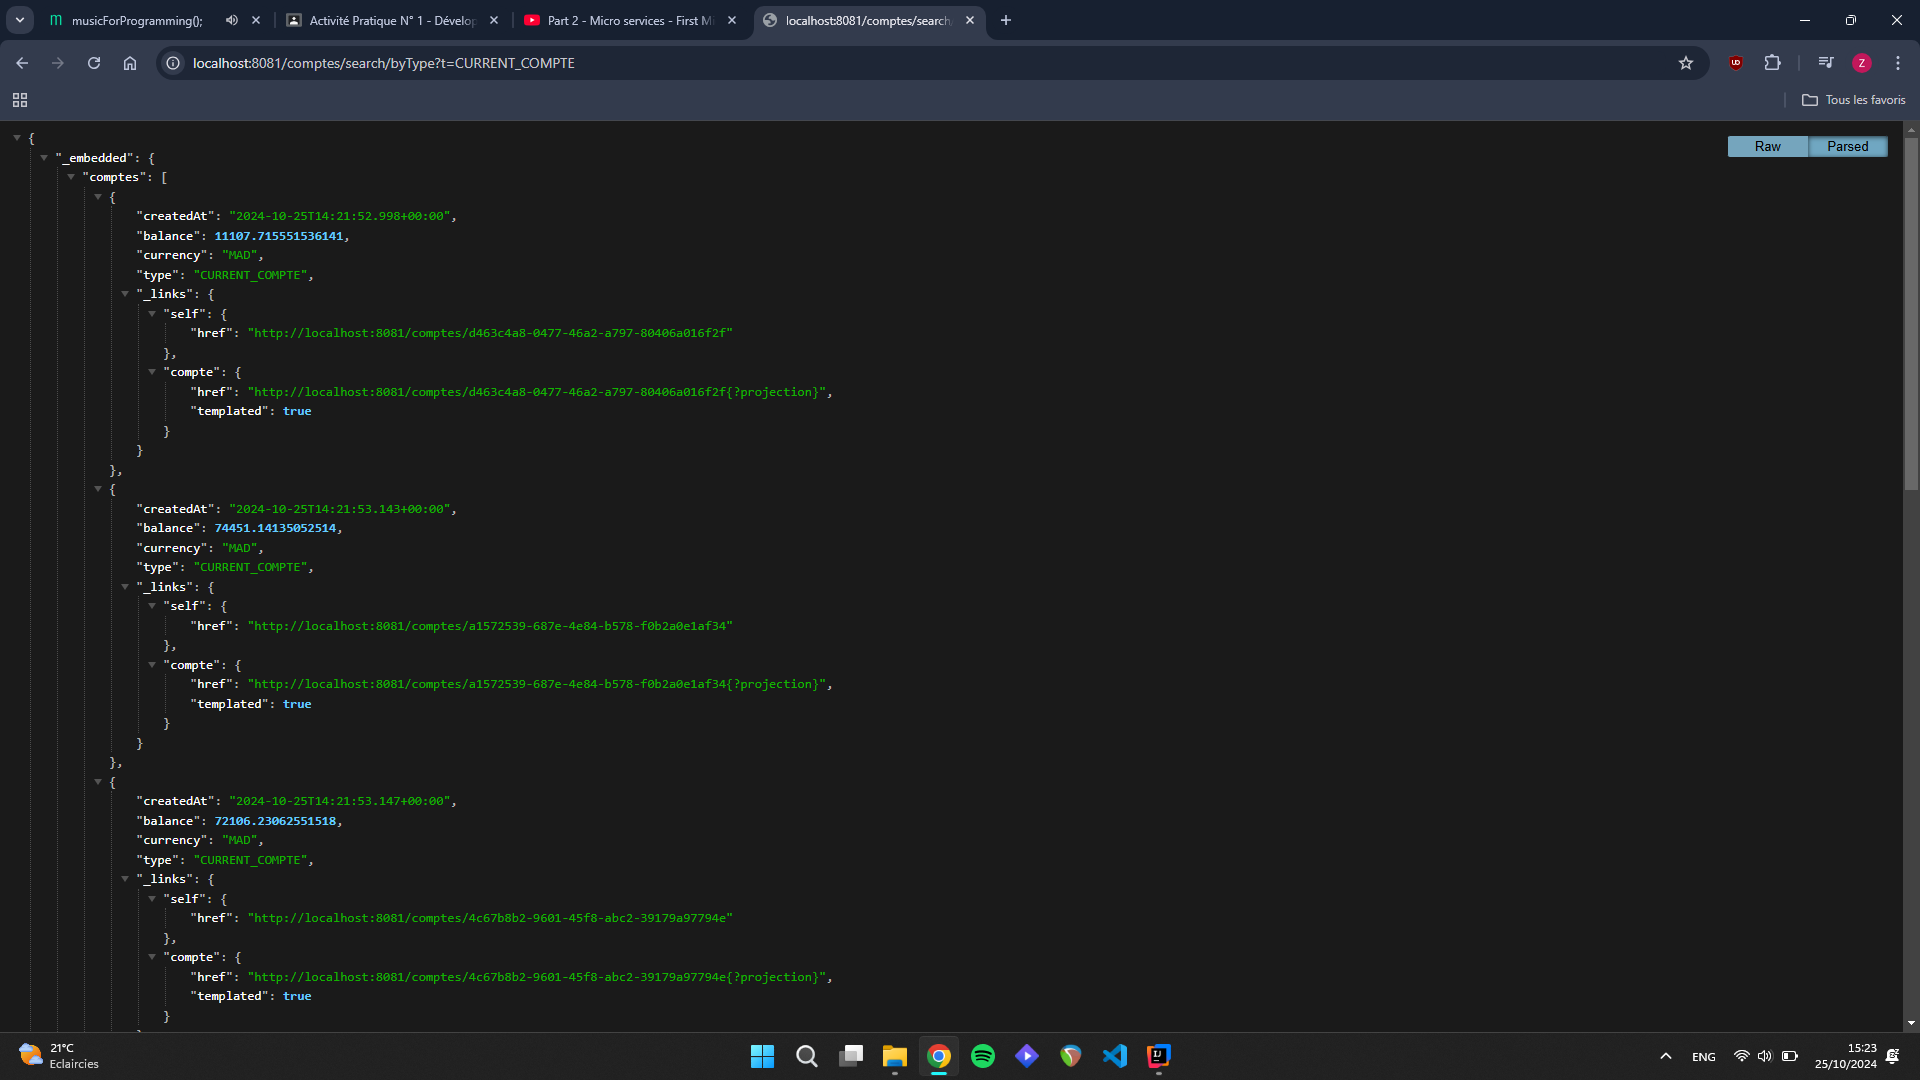 musicForProgramming();
Activité Pratique N° 1 - Dévelop
Part 2 - Micro services - First Mi
localhost:8081/comptes/search/
localhost:8081/comptes/search/byType?t=CURRENT_COMPTE
Z
Tous les favoris
Raw
Parsed
{
"_embedded": {
"comptes": [
{
"createdAt": "2024-10-25T14:21:52.998+00:00",
"balance": 11107.715551536141,
"currency": "MAD",
"type": "CURRENT_COMPTE",
"_links": {
"self": {
"href": "http://localhost:8081/comptes/d463c4a8-0477-46a2-a797-80406a016f2f"
},
"compte": {
"href": "http://localhost:8081/comptes/d463c4a8-0477-46a2-a797-80406a016f2f{?projection}",
"templated": true
}
}
},
{
"createdAt": "2024-10-25T14:21:53.143+00:00",
"balance": 74451.14135052514,
"currency": "MAD",
"type": "CURRENT_COMPTE",
"_links": {
"self": {
"href": "http://localhost:8081/comptes/a1572539-687e-4e84-b578-f0b2a0e1af34"
},
"compte": {
"href": "http://localhost:8081/comptes/a1572539-687e-4e84-b578-f0b2a0e1af34{?projection}",
"templated": true
}
}
},
{
"createdAt": "2024-10-25T14:21:53.147+00:00",
"balance": 72106.23062551518,
"currency": "MAD",
"type": "CURRENT_COMPTE",
"_links": {
"self": {
"href": "http://localhost:8081/comptes/4c67b8b2-9601-45f8-abc2-39179a97794e"
},
"compte": {
"href": "http://localhost:8081/comptes/4c67b8b2-9601-45f8-abc2-39179a97794e{?projection}",
"templated": true
}
21°C
Eclaircies
ENG
15:23
25/10/2024